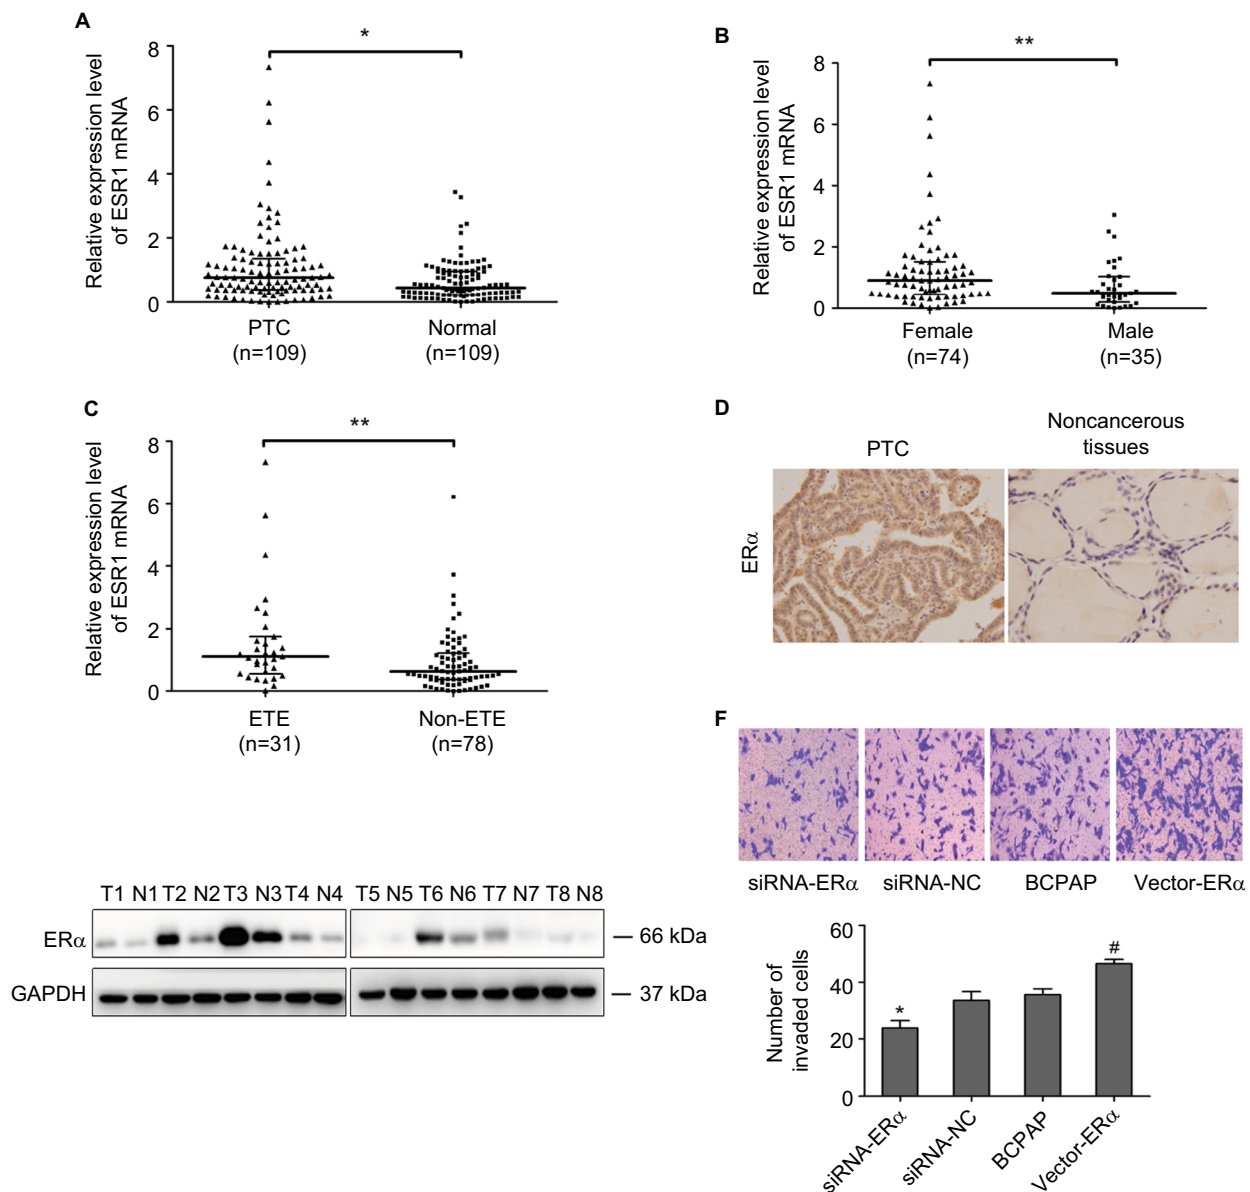 A
Relative expression level
of ESR1 mRNA
8
6
4
2
0
*
PTC
(n=109)
Normal
(n=109)
B
Relative expression level
of ESR1 mRNA
8
6
4
2
0
**
Female
(n=74)
Male
(n=35)
C
Relative expression level
of ESR1 mRNA
8
6
4
2
0
**
ETE
(n=31)
Non-ETE
(n=78)
D
PTC
Noncancerous
tissues
ERα
T1 N1 T2 N2 T3 N3 T4 N4 T5 N5 T6 N6 T7 N7 T8 N8
ERα
66 kDa
GAPDH
37 kDa
F
siRNA-ERα siRNA-NC BCPAP Vector-ERα
Number of
invaded cells
60
40
20
0
*
#
siRNA-ERα
siRNA-NC
BCPAP
Vector-ERα